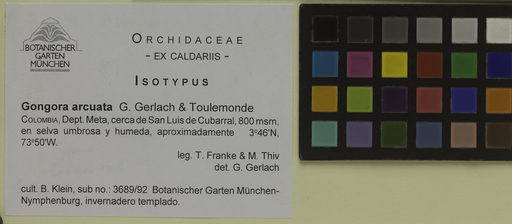 BOTANISCHER
GARTEN
MÜNCHEN
ORCHIDACEAE
- EX CALDARIIS -
ISOTYPUS
Gongora arcuata G. Gerlach & Toulemonde
COLOMBIA, Dept. Meta, cerca de San Luis de Cubarral, 800 msm,
en selva umbrosa y humeda, aproximadamente 3°46'N,
73°50'W.
leg. T. Franke & M. Thiv
det. G. Gerlach
cult. B. Klein, sub no.: 3689/92 Botanischer Garten München-
Nymphenburg, invernadero templado.